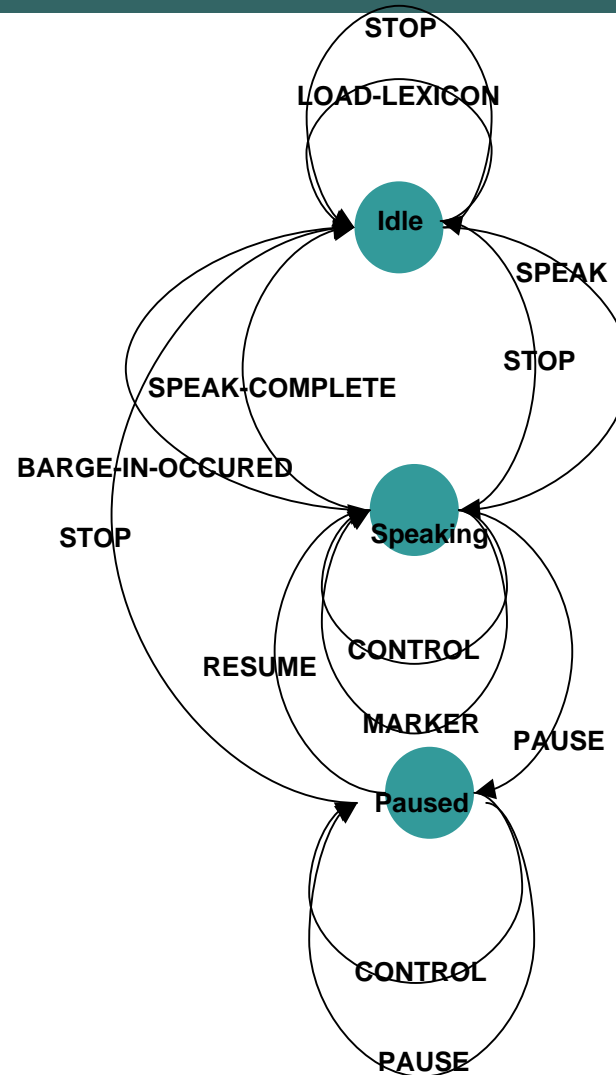 STOP
LOAD-LEXICON
Idle
SPEAK
STOP
SPEAK-COMPLETE
BARGE-IN-OCCURED
STOP
Speaking
CONTROL
RESUME
MARKER
PAUSE
Paused
CONTROL
PAUSE